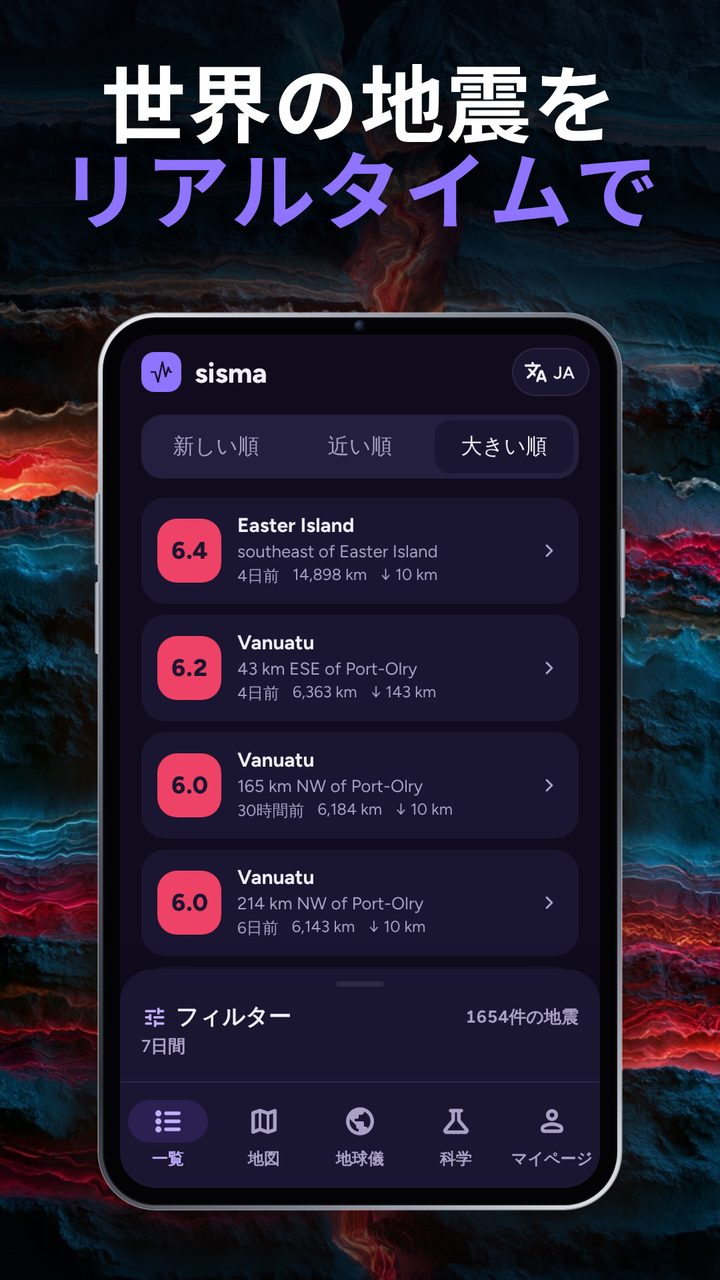 世界の地震を
リアルタイムで
sisma
JA
新しい順 近い順 大きい順
6.4
Easter Island
southeast of Easter Island
4日前 14,898 km ↓ 10 km
6.2
Vanuatu
43 km ESE of Port-Olry
4日前 6,363 km ↓ 143 km
6.0
Vanuatu
165 km NW of Port-Olry
30時間前 6,184 km ↓ 10 km
6.0
Vanuatu
214 km NW of Port-Olry
6日前 6,143 km ↓ 10 km
フィルター 1654件の地震
7日間
一覧 地図 地球儀 科学 マイページ